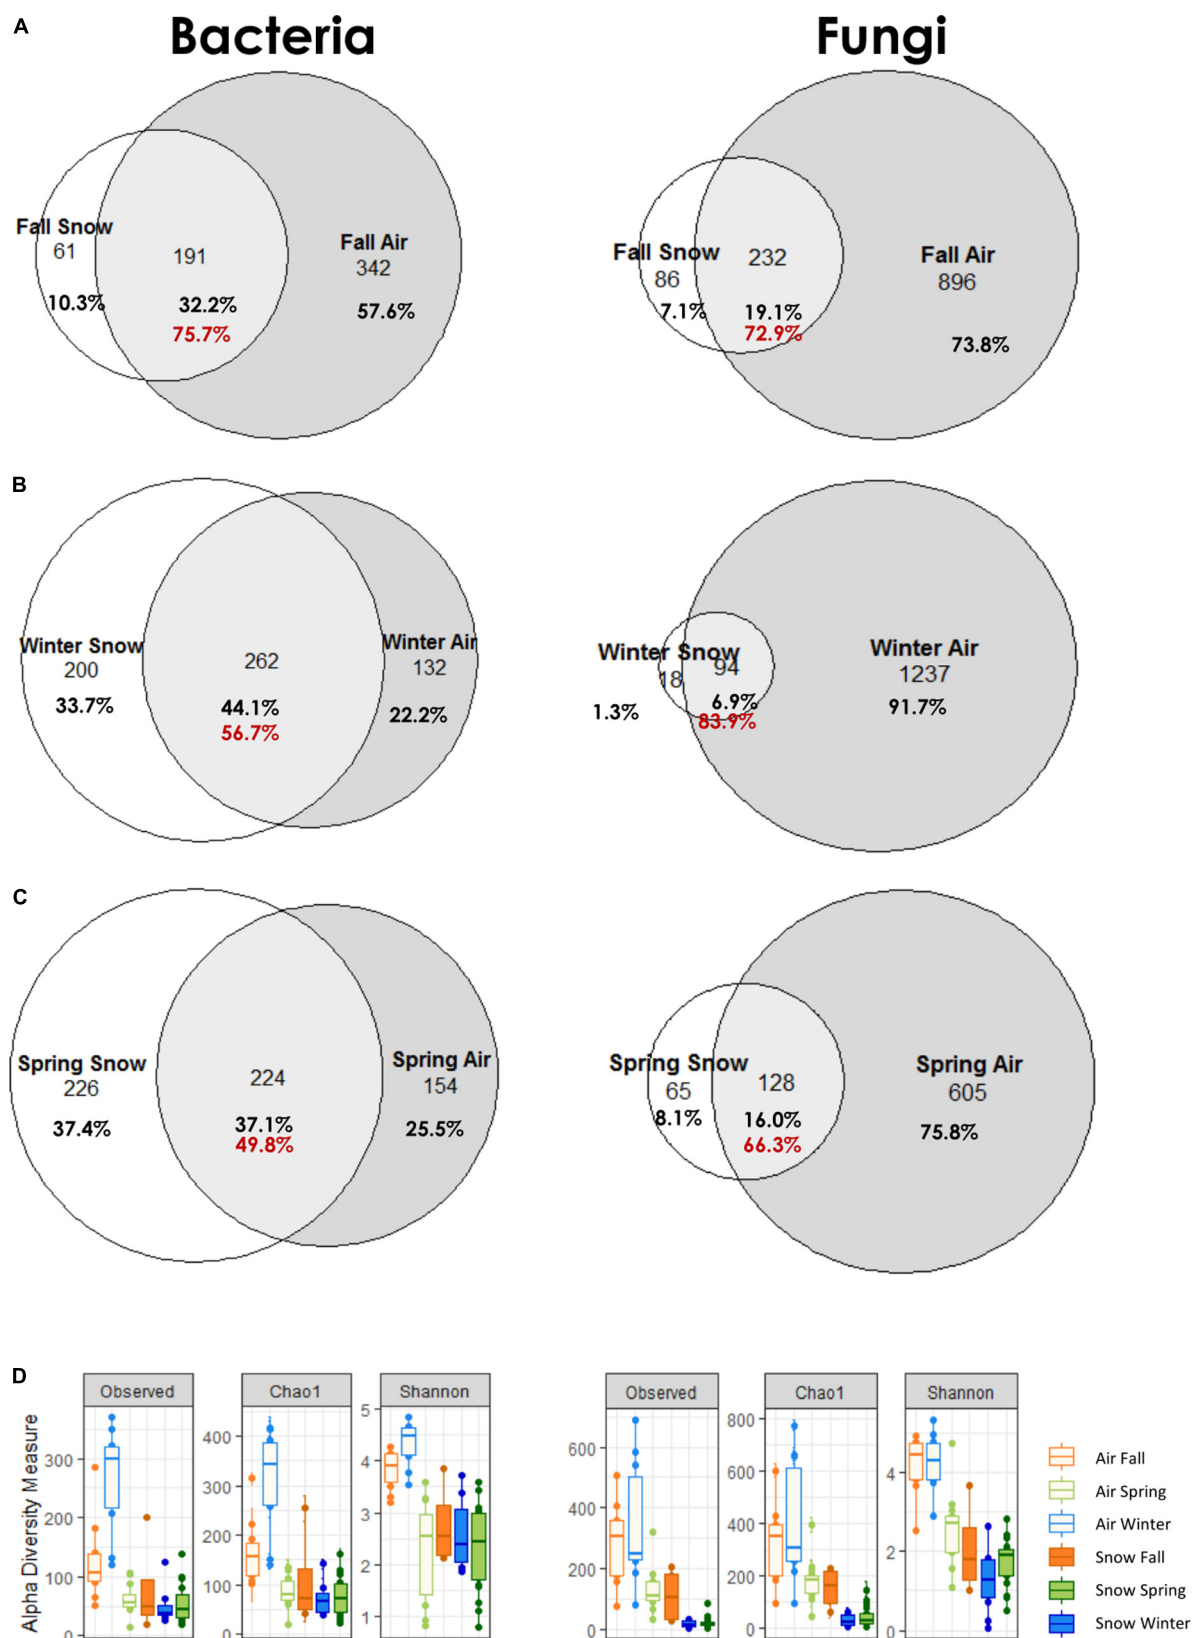 A
Bacteria
Fungi
Fall Snow
61
10.3%
191
32.2%
75.7%
Fall Air
342
57.6%
Fall Snow
86
7.1%
232
19.1%
72.9%
Fall Air
896
73.8%
B
Winter Snow
200
33.7%
262
44.1%
56.7%
Winter Air
132
22.2%
Winter Snow
18
1.3%
94
6.9%
83.9%
Winter Air
1237
91.7%
C
Spring Snow
226
37.4%
224
37.1%
49.8%
Spring Air
154
25.5%
Spring Snow
65
8.1%
128
16.0%
66.3%
Spring Air
605
75.8%
D
Alpha Diversity Measure
Observed
300
200
100
0
Chao1
400
300
200
100
0
Shannon
5
4
3
2
1
Observed
600
400
200
0
Chao1
800
600
400
200
0
Shannon
4
2
0
Air Fall
Air Spring
Air Winter
Snow Fall
Snow Spring
Snow Winter